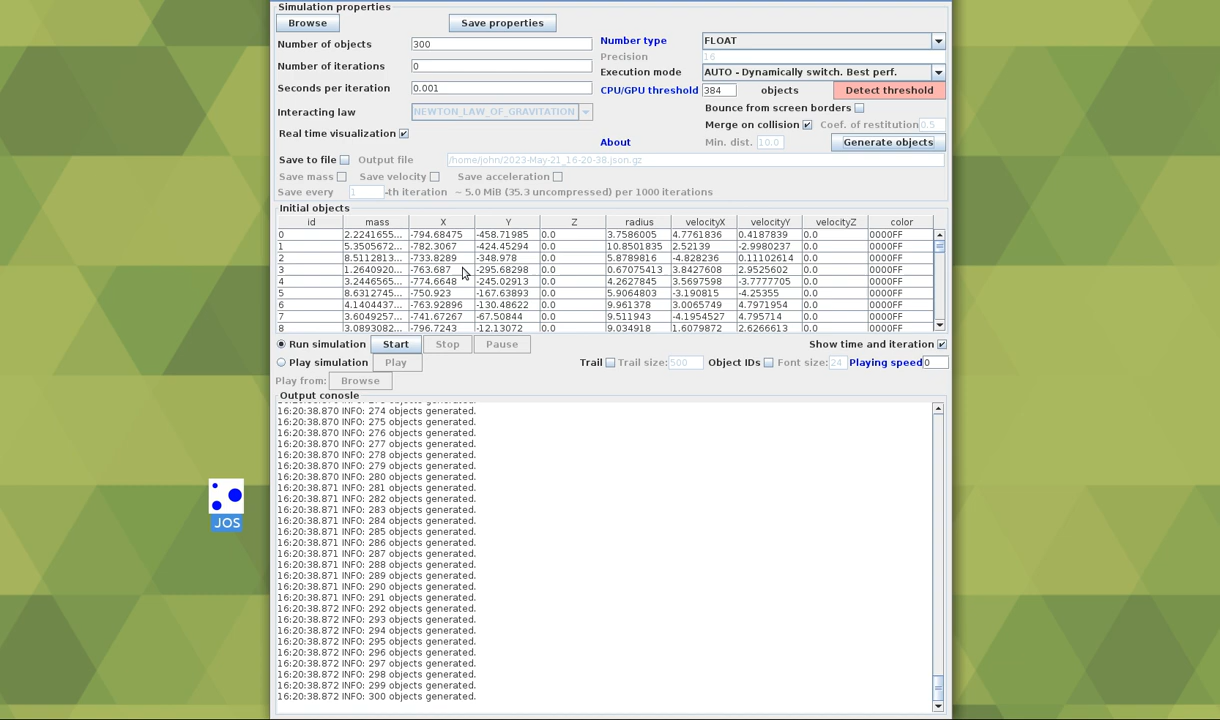 Simulation properties
Browse Save properties
Number of objects 300 Number type FLOAT
Precision 16
Number of iterations 0 Execution mode AUTO - Dynamically switch. Best perf.
Seconds per iteration 0.001 CPU/GPU threshold 384 objects Detect threshold
Interacting law NEWTON_LAW_OF_GRAVITATION Bounce from screen borders
Merge on collision Coef. of restitution 0.5
Real time visualization About Min. dist. 10.0 Generate objects
Save to file Output file /home/john/2023-May-21_16-20-38.json.gz
Save mass Save velocity Save acceleration
Save every 1 -th iteration ~ 5.0 MiB (35.3 uncompressed) per 1000 iterations
Initial objects
id mass X Y Z radius velocityX velocityY velocityZ color
0 2.2241655... -794.68475 -458.71985 0.0 3.7586005 4.7761836 0.4187839 0.0 0000FF
1 5.3505672... -782.3067 -424.45294 0.0 10.8501835 2.52139 -2.9980237 0.0 0000FF
2 8.5112813... -733.8289 -348.978 0.0 5.8789816 -4.828236 0.11102614 0.0 0000FF
3 1.2640920... -763.687 -295.68298 0.0 0.67075413 3.8427608 2.9525602 0.0 0000FF
4 3.2446565... -774.6648 -245.02913 0.0 4.2627845 3.5697598 -3.7777705 0.0 0000FF
5 8.6312745... -750.923 -167.63893 0.0 5.9064803 -3.190815 -4.25355 0.0 0000FF
6 4.1404437... -763.92896 -130.48622 0.0 9.961378 3.0065749 4.7971954 0.0 0000FF
7 3.6049257... -741.67267 -67.50844 0.0 9.511943 -4.1954527 4.795714 0.0 0000FF
8 3.0893082... -796.7243 -12.13072 0.0 9.034918 1.6079872 2.6266613 0.0 0000FF
Run simulation Start Stop Pause Show time and iteration
Play simulation Play Trail Trail size: 500 Object IDs Font size: 24 Playing speed 0
Play from: Browse
Output conosle
16:20:38.870 INFO: 274 objects generated.
16:20:38.870 INFO: 275 objects generated.
16:20:38.870 INFO: 276 objects generated.
16:20:38.870 INFO: 277 objects generated.
16:20:38.870 INFO: 278 objects generated.
16:20:38.870 INFO: 279 objects generated.
16:20:38.870 INFO: 280 objects generated.
16:20:38.871 INFO: 281 objects generated.
16:20:38.871 INFO: 282 objects generated.
16:20:38.871 INFO: 283 objects generated.
16:20:38.871 INFO: 284 objects generated.
16:20:38.871 INFO: 285 objects generated.
16:20:38.871 INFO: 286 objects generated.
16:20:38.871 INFO: 287 objects generated.
16:20:38.871 INFO: 288 objects generated.
16:20:38.871 INFO: 289 objects generated.
16:20:38.871 INFO: 290 objects generated.
16:20:38.871 INFO: 291 objects generated.
16:20:38.872 INFO: 292 objects generated.
16:20:38.872 INFO: 293 objects generated.
16:20:38.872 INFO: 294 objects generated.
16:20:38.872 INFO: 295 objects generated.
16:20:38.872 INFO: 296 objects generated.
16:20:38.872 INFO: 297 objects generated.
16:20:38.872 INFO: 298 objects generated.
16:20:38.872 INFO: 299 objects generated.
16:20:38.872 INFO: 300 objects generated.
JOS